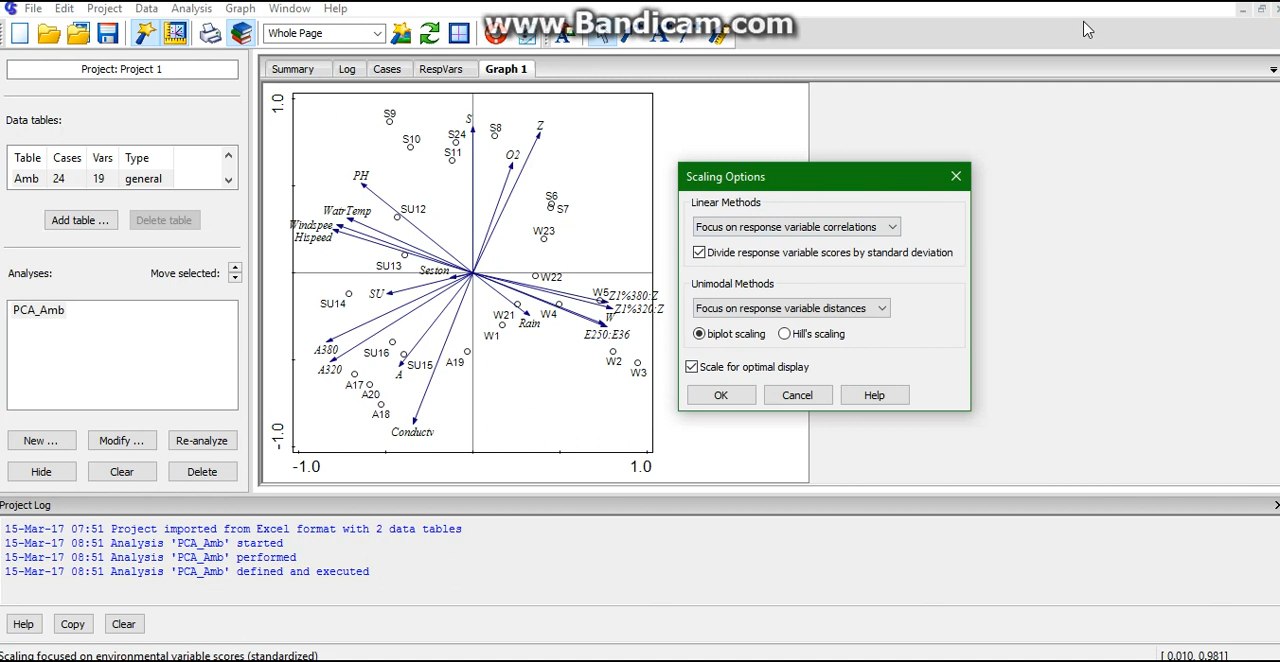 File Edit Project Data Analysis Graph Window Help
www.Bandicam.com
Whole Page
Project: Project 1
Summary Log Cases RespVars Graph 1
Data tables:
Table Cases Vars Type
Amb 24 19 general
Add table ... Delete table
Analyses: Move selected:
PCA_Amb
New ... Modify ... Re-analyze
Hide Clear Delete
1.0
S9
S
S8
Z
S10
S24
S11
O2
PH
S6
S7
WatrTemp
SU12
Windspee
Hispeed
W23
SU13
Seston
W22
SU
SU14
W5
Z1%380:Z
Z1%320:Z
W21
W4
W
Rain
W1
E250:E36
A380
A320
SU16
SU15
A19
A
W2
W3
A17
A20
A18
Conductv
-1.0
-1.0 1.0
Scaling Options
Linear Methods
Focus on response variable correlations
Divide response variable scores by standard deviation
Unimodal Methods
Focus on response variable distances
biplot scaling Hill's scaling
Scale for optimal display
OK Cancel Help
Project Log
15-Mar-17 07:51 Project imported from Excel format with 2 data tables
15-Mar-17 08:51 Analysis 'PCA_Amb' started
15-Mar-17 08:51 Analysis 'PCA_Amb' performed
15-Mar-17 08:51 Analysis 'PCA_Amb' defined and executed
Help Copy Clear
Scaling focused on environmental variable scores (standardized) [ 0.010, 0.981]